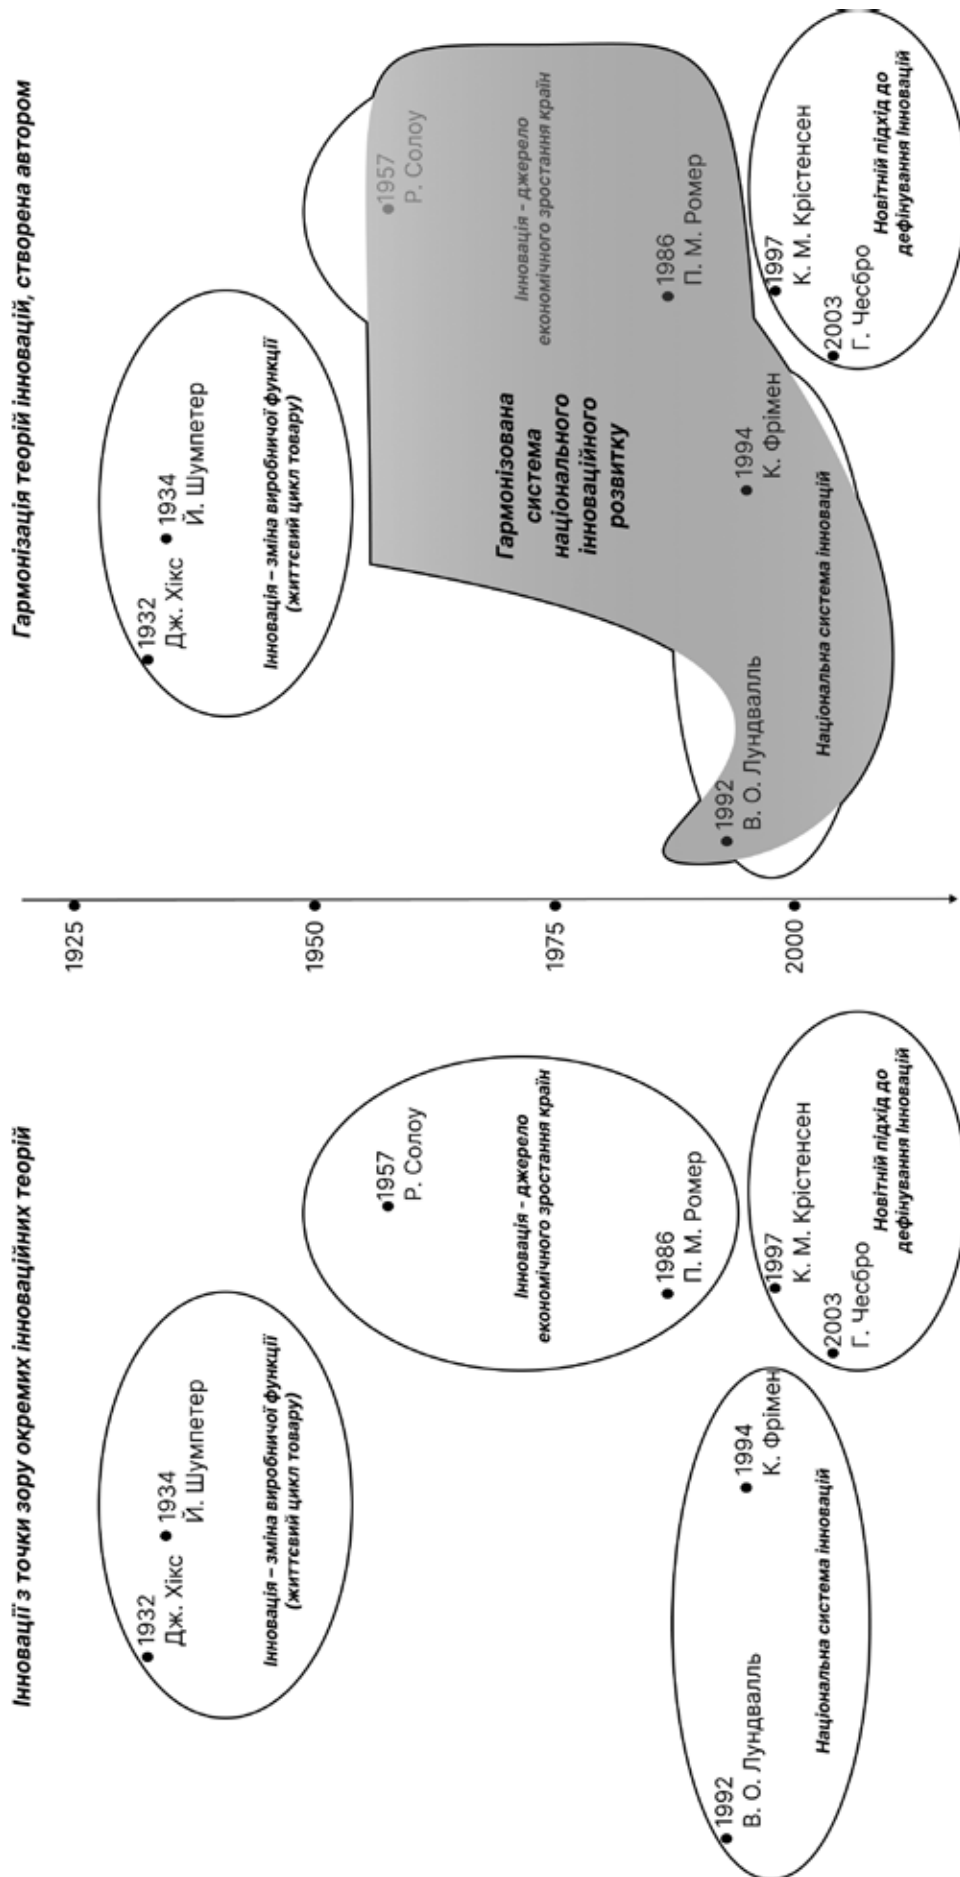 Інновації з точки зору окремих інноваційних теорій
1932
Дж. Хікс
1934
Й. Шумпетер
Інновація – зміна виробничої функції
(життєвий цикл товару)
1957
Р. Солоу
Інновація - джерело
економічного зростання країн
1986
П. М. Ромер
1992
В. О. Лундвалль
1994
К. Фрімен
Національна система інновацій
1997
К. М. Крістенсен
2003
Г. Чесбро
Новітній підхід до
дефінування Інновацій
1925
1950
1975
2000
Гармонізація теорій інновацій, створена автором
1932
Дж. Хікс
1934
Й. Шумпетер
Інновація – зміна виробничої функції
(життєвий цикл товару)
1957
Р. Солоу
Інновація - джерело
економічного зростання країн
Гармонізована
система
національного
інноваційного
розвитку
1986
П. М. Ромер
1992
В. О. Лундвалль
1994
К. Фрімен
Національна система інновацій
1997
К. М. Крістенсен
2003
Г. Чесбро
Новітній підхід до
дефінування Інновацій